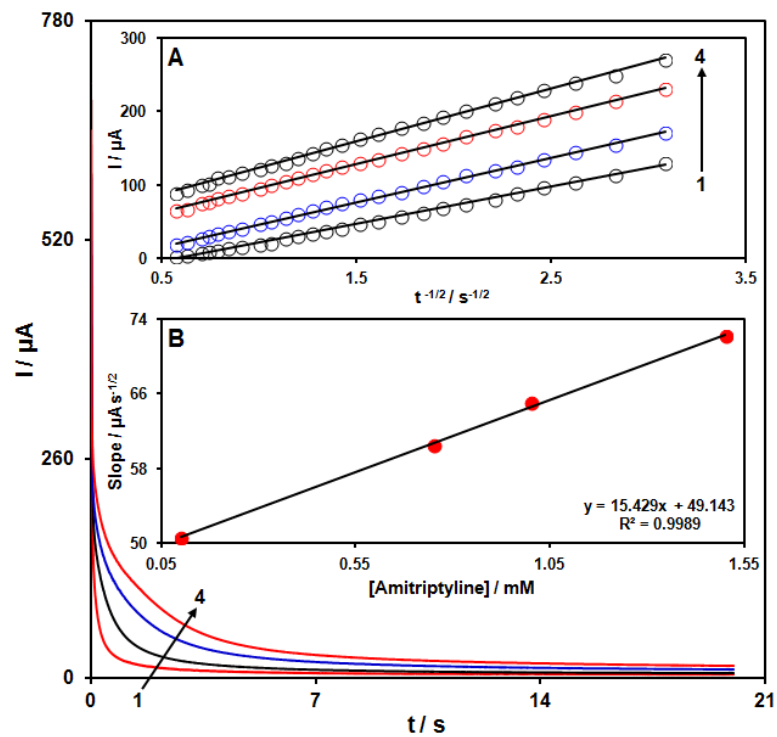 780
520
260
0
I / µA
0
7
14
21
t / s
1
4
A
300
200
100
0
I / µA
0.5
1.5
2.5
3.5
t -1/2 / s-1/2
4
1
B
74
66
58
50
Slope / µA s-1/2
0.05
0.55
1.05
1.55
[Amitriptyline] / mM
y = 15.429x + 49.143
R² = 0.9989